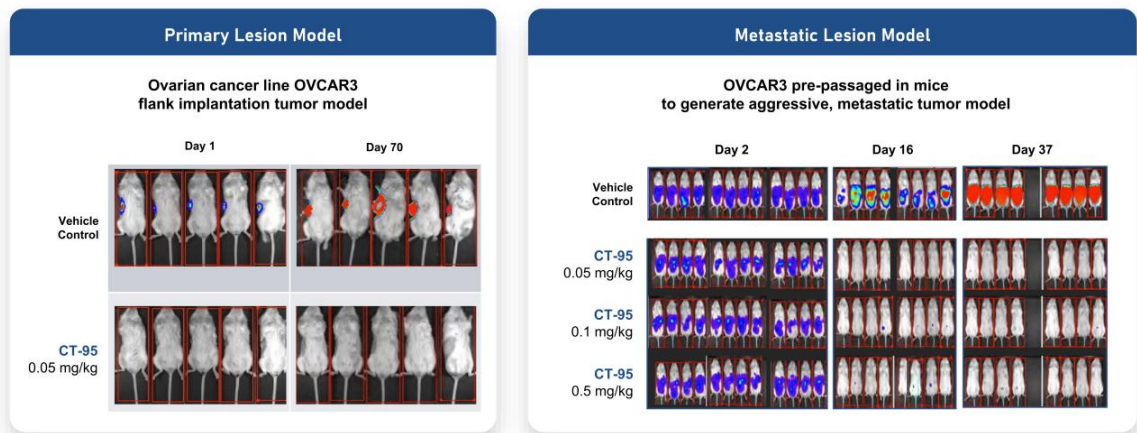 Primary Lesion Model
Ovarian cancer line OVCAR3
flank implantation tumor model
Day 1
Day 70
Vehicle
Control
CT-95
0.05 mg/kg
Metastatic Lesion Model
OVCAR3 pre-passaged in mice
to generate aggressive, metastatic tumor model
Day 2
Day 16
Day 37
Vehicle
Control
CT-95
0.05 mg/kg
CT-95
0.1 mg/kg
CT-95
0.5 mg/kg